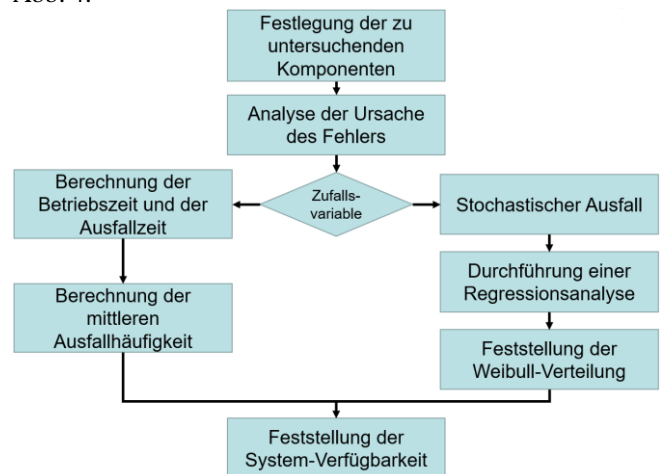 Abb. 4.
Festlegung der zu
untersuchenden
Komponenten
Analyse der Ursache
des Fehlers
Zufalls-
variable
Berechnung der
Betriebszeit und der
Ausfallzeit
Berechnung der
mittleren
Ausfallhäufigkeit
Stochastischer Ausfall
Durchführung einer
Regressionsanalyse
Feststellung der
Weibull-Verteilung
Feststellung der
System-Verfügbarkeit